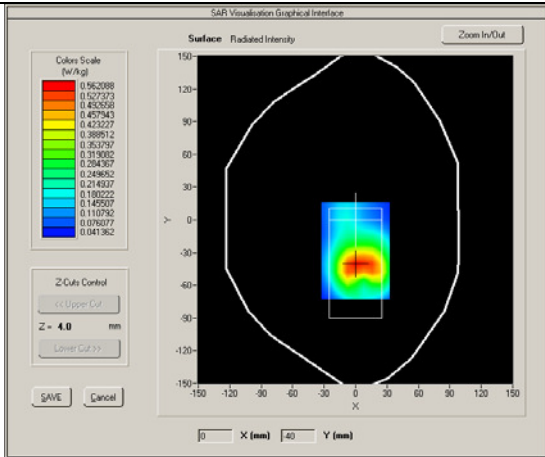 SAR Visualisation Graphical Interface
Surface Radiated Intensity
Zoom In/Out
Colors Scale
(W/kg)
0.562088
0.527373
0.492658
0.457943
0.423227
0.388512
0.353797
0.319082
0.284367
0.249652
0.214937
0.180222
0.145507
0.110792
0.076077
0.041362
Z-Cuts Control
<< Upper Cut
Z = 4.0 mm
Lower Cut >>
SAVE Cancel
150-
120-
90-
60-
30-
Y 0-
-30-
-60-
-90-
-120-
-150-
-150 -120 -90 -60 -30 0 30 60 90 120 150
X
0 X (mm) -40 Y (mm)